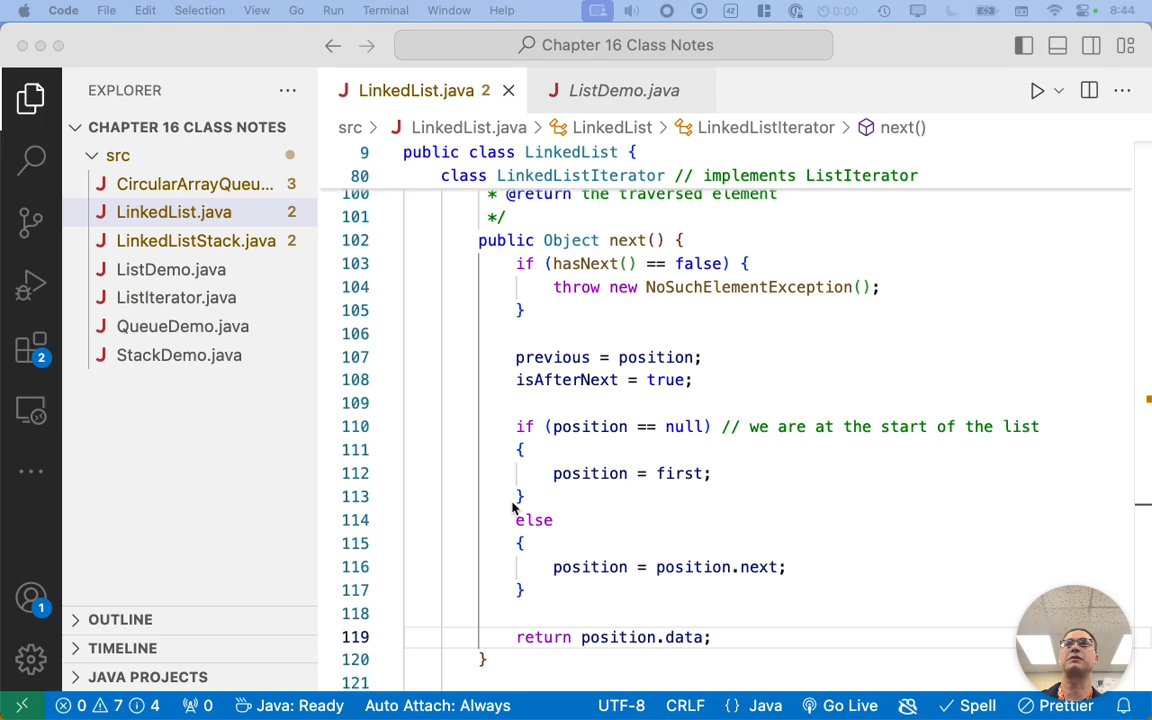 Code File Edit Selection View Go Run Terminal Window Help 42 0:00 8:44
Chapter 16 Class Notes
EXPLORER
LinkedList.java 2
ListDemo.java
CHAPTER 16 CLASS NOTES
src
CircularArrayQueu... 3
LinkedList.java 2
LinkedListStack.java 2
ListDemo.java
ListIterator.java
QueueDemo.java
StackDemo.java
OUTLINE
TIMELINE
JAVA PROJECTS
2
1
src > LinkedList.java > LinkedList > LinkedListIterator > next()
9 public class LinkedList {
80 class LinkedListIterator // implements ListIterator
100 * @return the traversed element
101 */
102 public Object next() {
103 if (hasNext() == false) {
104 throw new NoSuchElementException();
105 }
106
107 previous = position;
108 isAfterNext = true;
109
110 if (position == null) // we are at the start of the list
111 {
112 position = first;
113 }
114 else
115 {
116 position = position.next;
117 }
118
119 return position.data;
120 }
121
0 7 4 0 Java: Ready Auto Attach: Always UTF-8 CRLF {} Java Go Live Spell Prettier